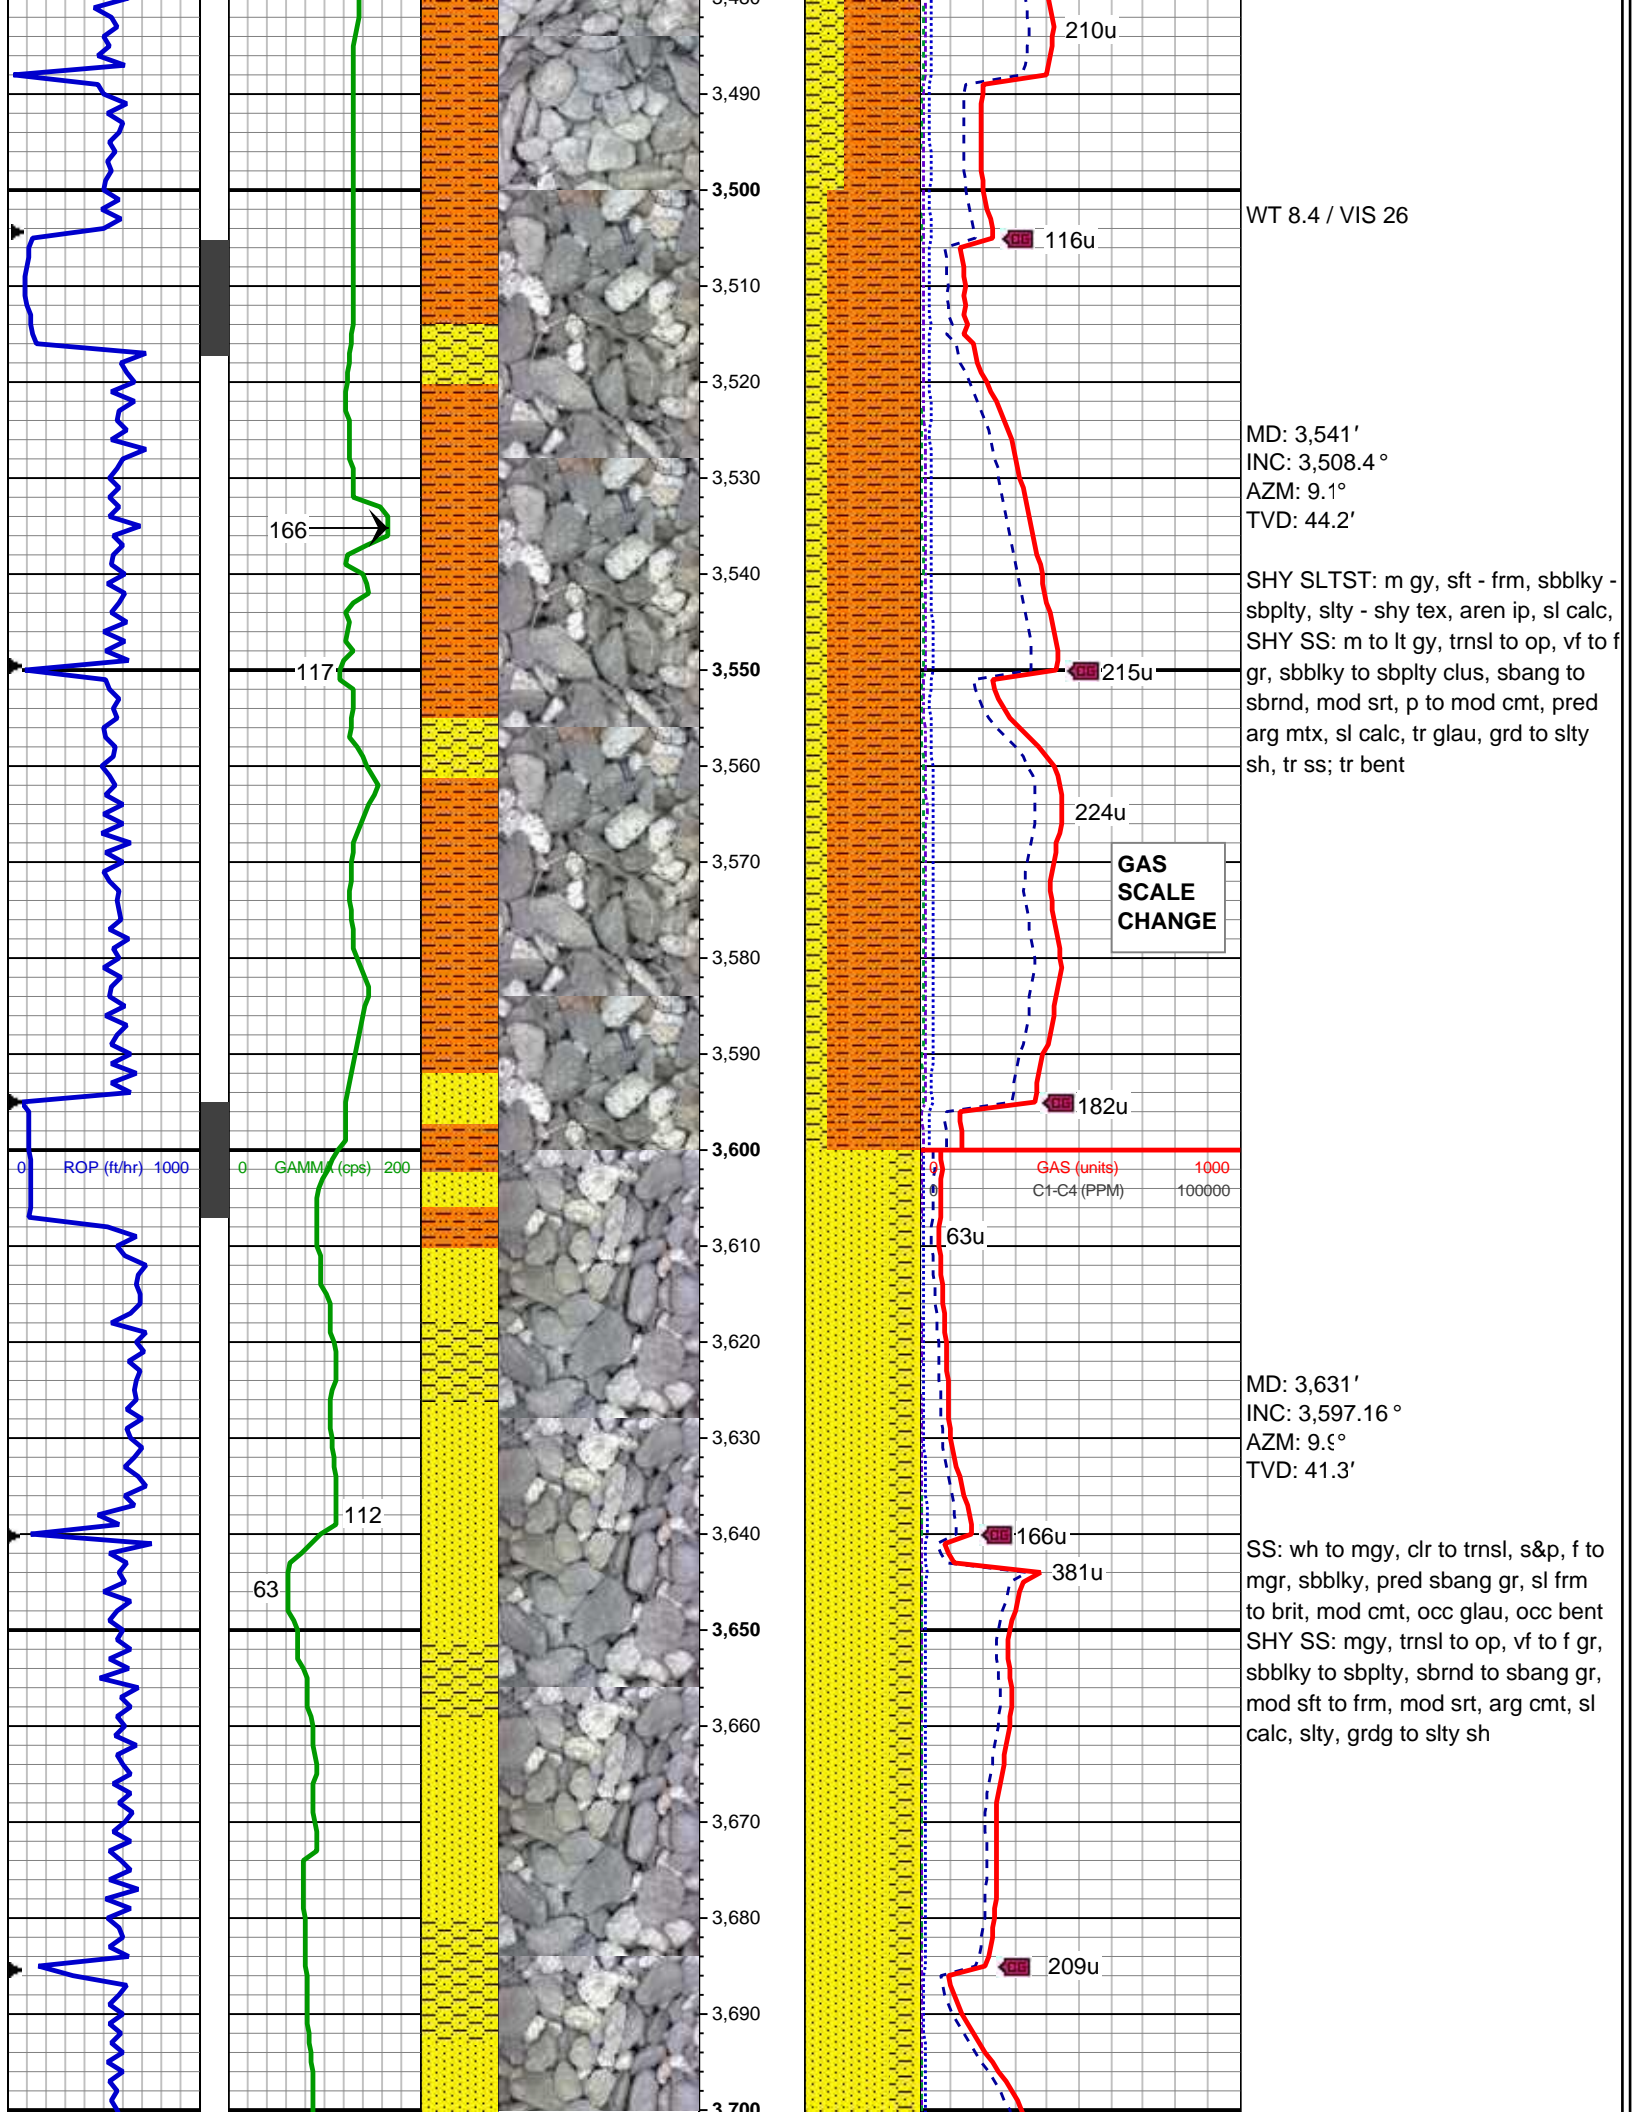 210u
3,490
3,500
WT 8.4 / VIS 26
CG 116u
3,510
3,520
MD: 3,541′
INC: 3,508.4 °
AZM: 9.1°
TVD: 44.2′
3,530
166
3,540
SHY SLTST: m gy, sft - frm, sbblky -
sbplty, slty - shy tex, aren ip, sl calc,
SHY SS: m to lt gy, trnsl to op, vf to f
gr, sbblky to sbplty clus, sbang to
sbrnd, mod srt, p to mod cmt, pred
arg mtx, sl calc, tr glau, grd to slty
sh, tr ss; tr bent
117
3,550
CG 215u
3,560
224u
3,570
GAS
SCALE
CHANGE
3,580
3,590
CG 182u
3,600
0 ROP (ft/hr) 1000
0 GAMMA (cps) 200
0 GAS (units) 1000
0 C1-C4 (PPM) 100000
63u
3,610
3,620
3,630
MD: 3,631′
INC: 3,597.16 °
AZM: 9.9°
TVD: 41.3′
112
3,640
CG 166u
381u
63
SS: wh to mgy, clr to trnsl, s&p, f to
mgr, sbblky, pred sbang gr, sl frm
to brit, mod cmt, occ glau, occ bent
SHY SS: mgy, trnsl to op, vf to f gr,
sbblky to sbplty, sbrnd to sbang gr,
mod sft to frm, mod srt, arg cmt, sl
calc, slty, grdg to slty sh
3,650
3,660
3,670
3,680
CG 209u
3,690
3,700